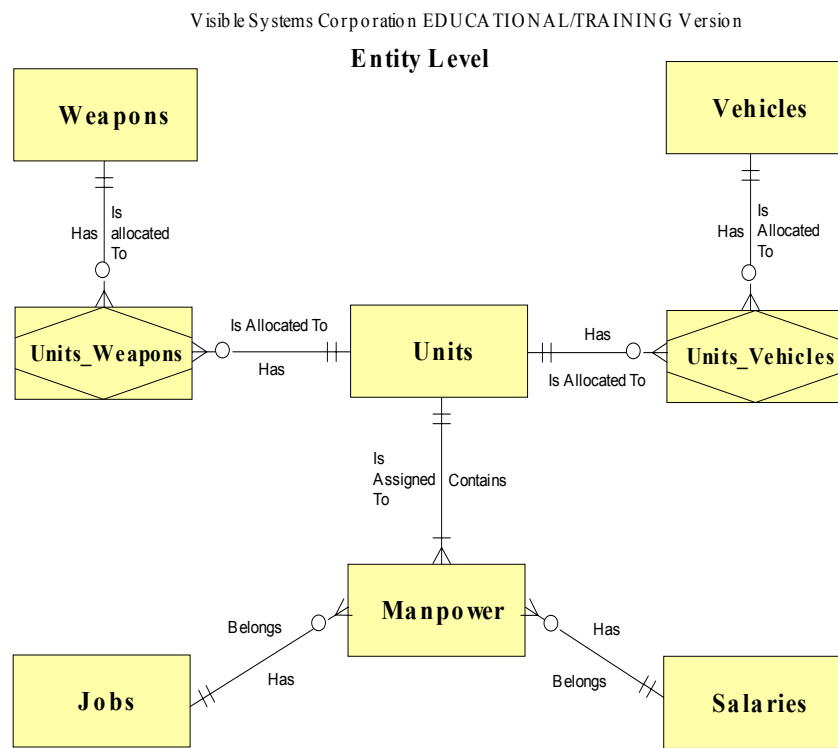 Visible Systems Corporation EDUCATIONAL/TRAINING Version
Entity Level
Weapons
Vehicles
Has
Is
allocated
To
Has
Is
Allocated
To
Units_Weapons
Is Allocated To
Has
Units
Has
Is Allocated To
Units_Vehicles
Is
Assigned
To
Contains
Manpower
Belongs
Has
Has
Belongs
Jobs
Salaries